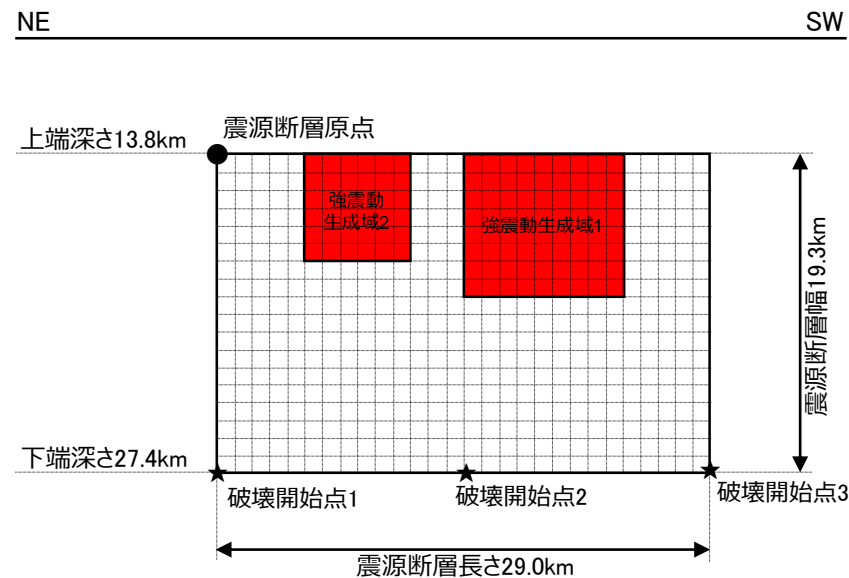 NE
SW
上端深さ13.8km
震源断層原点
強震動
生成域2
強震動生成域1
震源断層幅19.3km
下端深さ27.4km
破壊開始点1
破壊開始点2
破壊開始点3
震源断層長さ29.0km